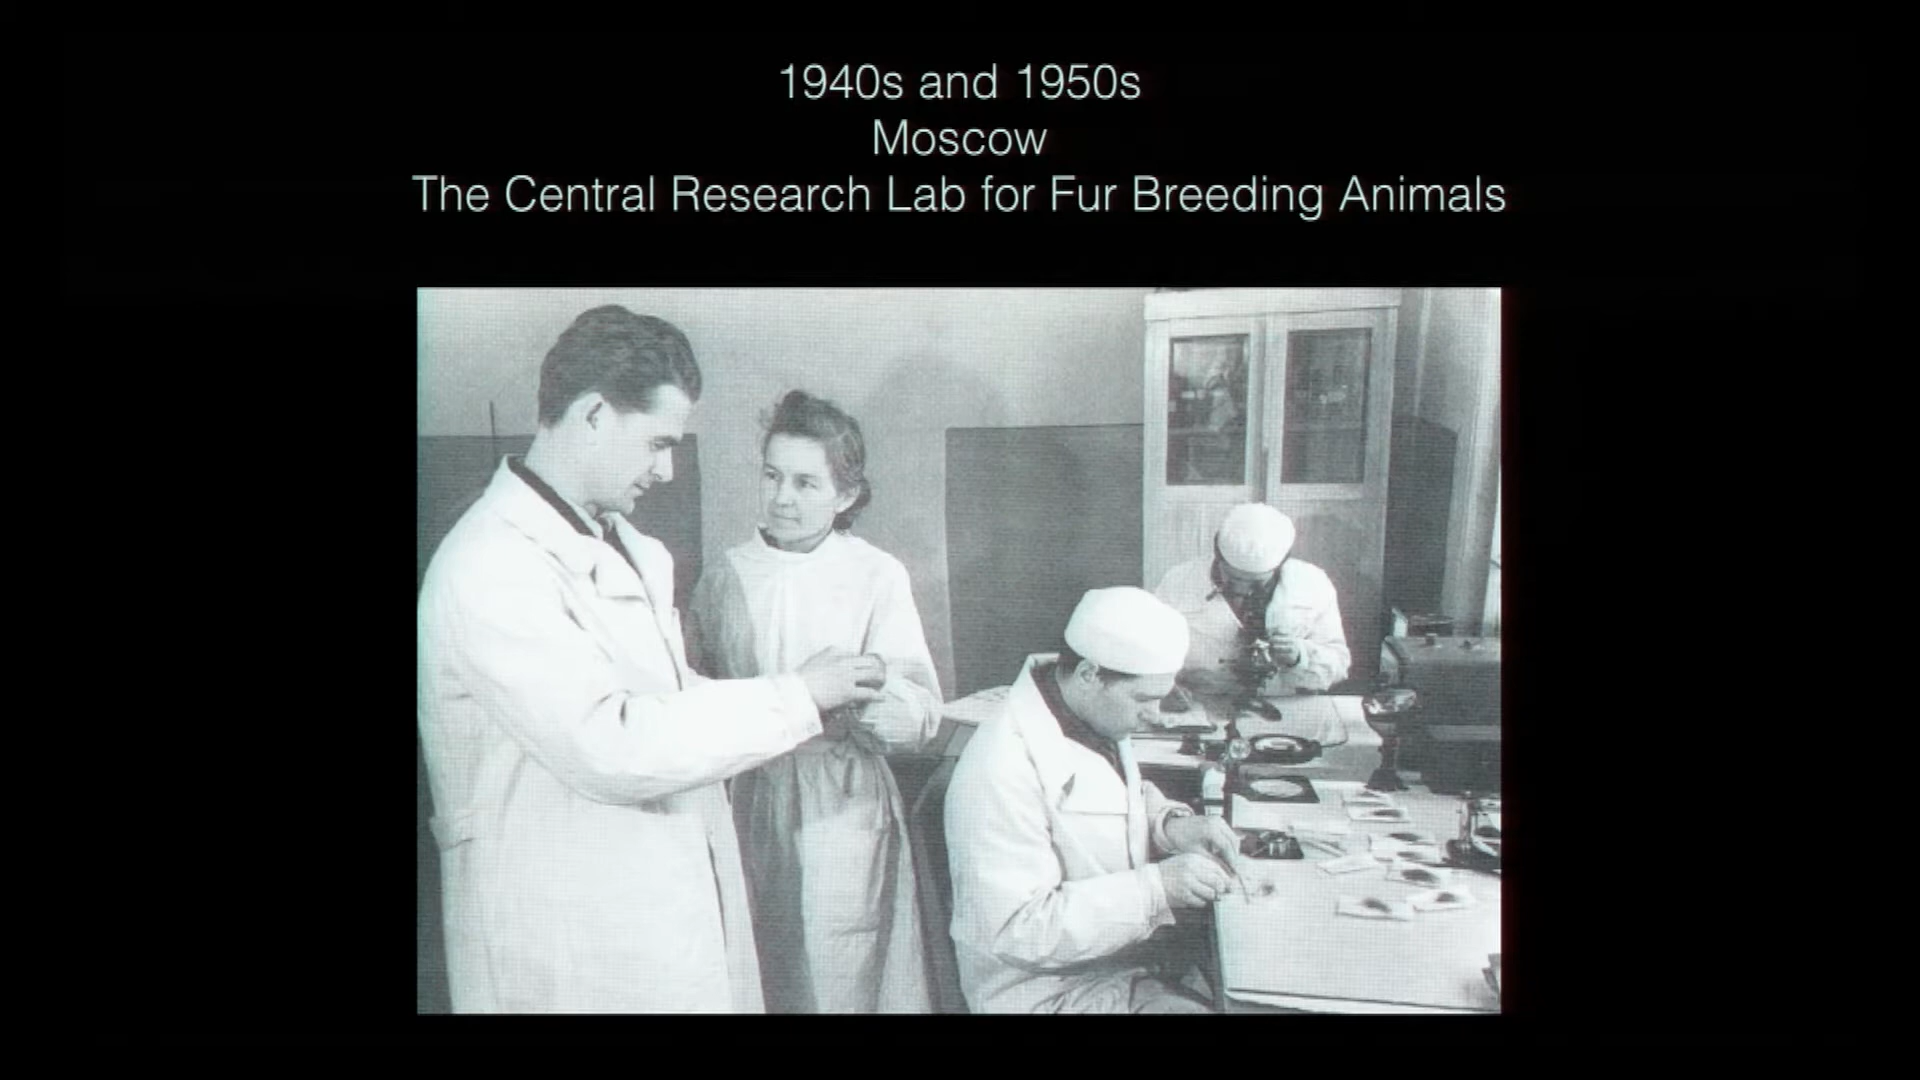 1940s and 1950s
Moscow
The Central Research Lab for Fur Breeding Animals